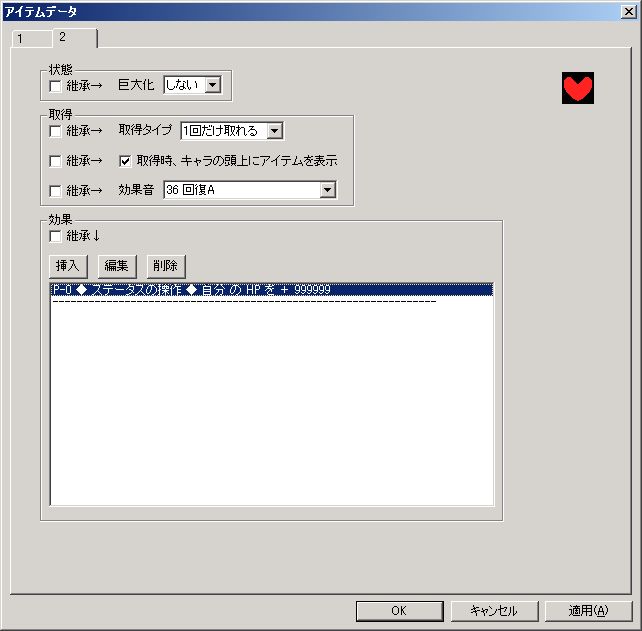 アイテムデータ
1 2
状態
継承→ 巨大化 しない
取得
継承→ 取得タイプ 1回だけ取れる
継承→ 取得時、キャラの頭上にアイテムを表示
継承→ 効果音 36 回復A
効果
継承↓
挿入 編集 削除
P-0 ◆ ステータスの操作 ◆ 自分 の HP を + 999999
OK キャンセル 適用(A)